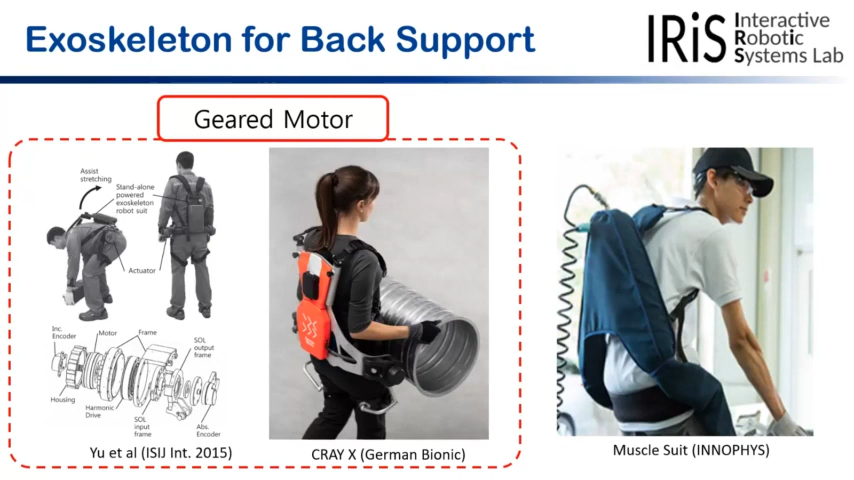 Exoskeleton for Back Support
IRiS Interactive
Robotic
Systems Lab
Geared Motor
Assist
stretching
Stand-alone
powered
exoskeleton
robot suit
Actuator
Inc.
Encoder
Motor
Frame
SOL
output
frame
Housing
Harmonic
Drive
SOL
input
frame
Abs.
Encoder
Yu et al (ISIJ Int. 2015)
CRAY X (German Bionic)
Muscle Suit (INNOPHYS)